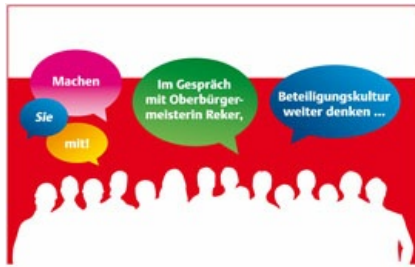 Machen
Sie
mit!
Im Gespräch
mit Oberbürger-
meisterin Reker,
Beteiligungskultur
weiter denken ...